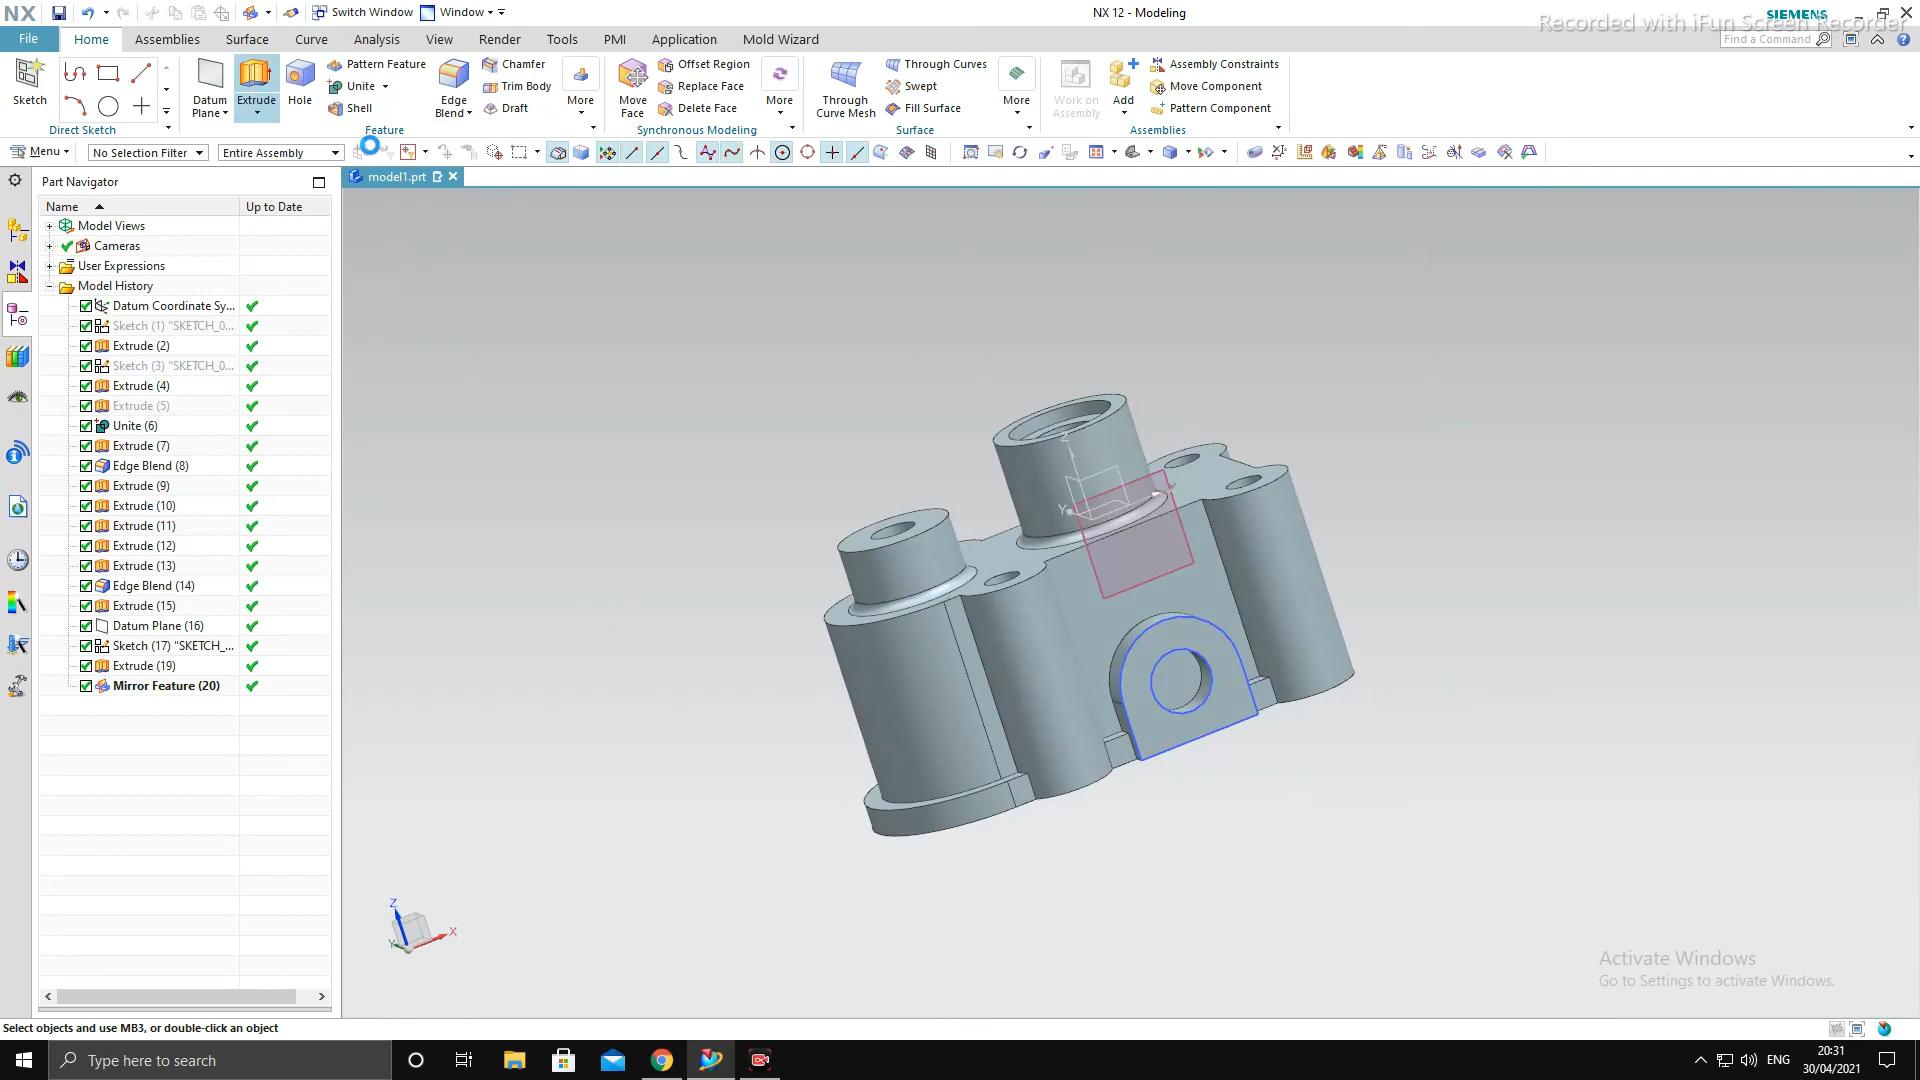 NX
Switch Window
Window
NX 12 - Modeling
SIEMENS
Recorded with iFun Screen Recorder
File
Home
Assemblies
Surface
Curve
Analysis
View
Render
Tools
PMI
Application
Mold Wizard
Find a Command
Sketch
Direct Sketch
Datum Plane
Extrude
Hole
Pattern Feature
Unite
Shell
Edge Blend
Chamfer
Trim Body
Draft
More
Feature
Move Face
Offset Region
Replace Face
Delete Face
More
Synchronous Modeling
Through Curve Mesh
Through Curves
Swept
Fill Surface
More
Surface
Work on Assembly
Add
Assembly Constraints
Move Component
Pattern Component
Assemblies
Menu
No Selection Filter
Entire Assembly
Part Navigator
model1.prt
Name
Up to Date
Model Views
Cameras
User Expressions
Model History
Datum Coordinate Sy...
Sketch (1) "SKETCH_0...
Extrude (2)
Sketch (3) "SKETCH_0...
Extrude (4)
Extrude (5)
Unite (6)
Extrude (7)
Edge Blend (8)
Extrude (9)
Extrude (10)
Extrude (11)
Extrude (12)
Extrude (13)
Edge Blend (14)
Extrude (15)
Datum Plane (16)
Sketch (17) "SKETCH_...
Extrude (19)
Mirror Feature (20)
Z
Y
Z
X
Y
Activate Windows
Go to Settings to activate Windows.
Select objects and use MB3, or double-click an object
Type here to search
ENG
20:31
30/04/2021